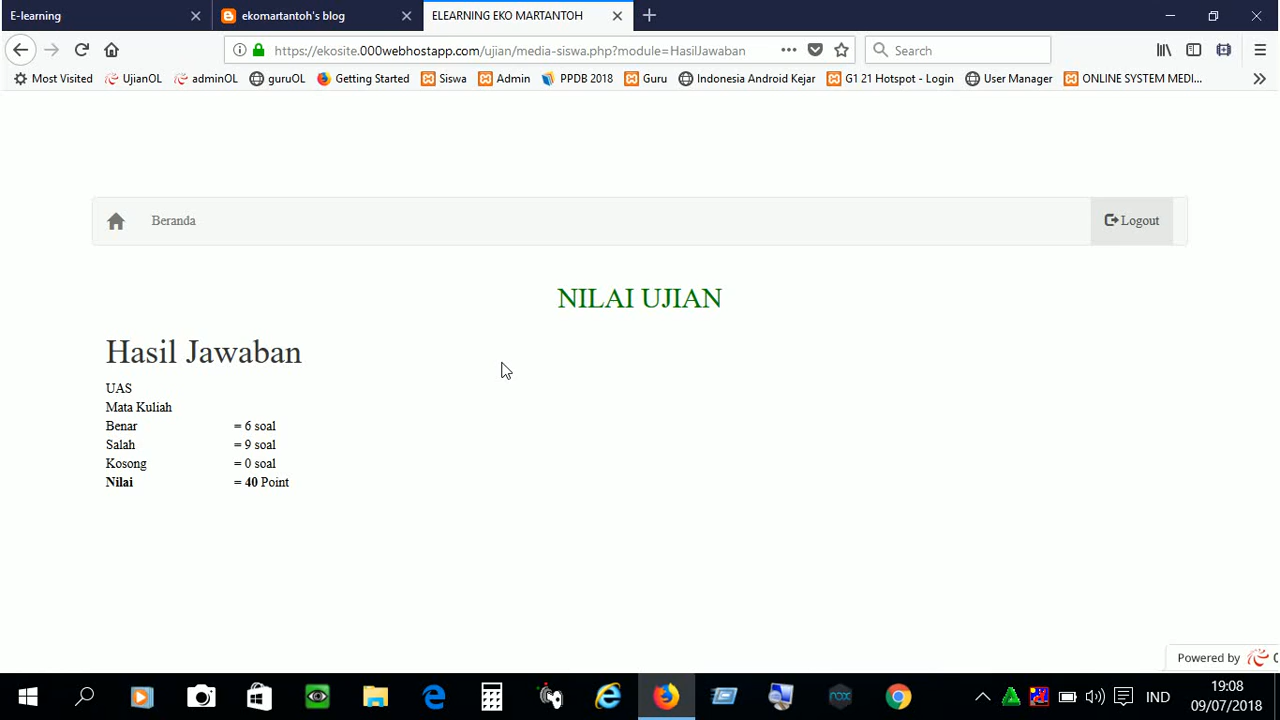 E-learning
ekomartantoh's blog
ELEARNING EKO MARTANTOH
https://ekosite.000webhostapp.com/ujian/media-siswa.php?module=HasilJawaban
Search
Most Visited UjianOL adminOL guruOL Getting Started Siswa Admin PPDB 2018 Guru Indonesia Android Kejar G1 21 Hotspot - Login User Manager ONLINE SYSTEM MEDI...
Beranda Logout
NILAI UJIAN
Hasil Jawaban
UAS
Mata Kuliah
Benar = 6 soal
Salah = 9 soal
Kosong = 0 soal
Nilai = 40 Point
Powered by
nox
IND
19:08
09/07/2018